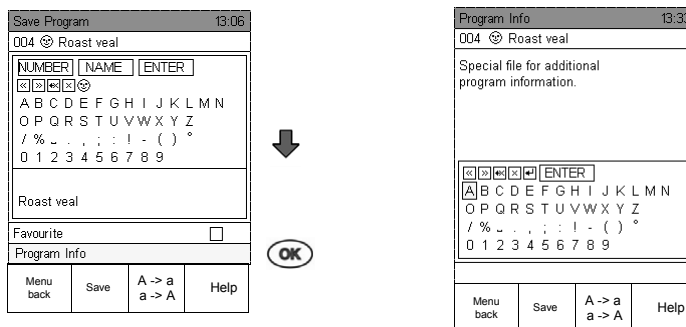 Save Program 13:06
004 ☺ Roast veal
NUMBER NAME ENTER
« » «x x ☺
A B C D E F G H I J K L M N
O P Q R S T U V W X Y Z
/ % ␣ . , ; : ! - ( ) °
0 1 2 3 4 5 6 7 8 9
Roast veal
Favourite
Program Info
Menu back Save A -> a a -> A Help
OK
Program Info 13:33
004 ☺ Roast veal
Special file for additional
program information.
« » «x x ↵ ENTER
A B C D E F G H I J K L M N
O P Q R S T U V W X Y Z
/ % ␣ . , ; : ! - ( ) °
0 1 2 3 4 5 6 7 8 9
Menu back Save A -> a a -> A Help